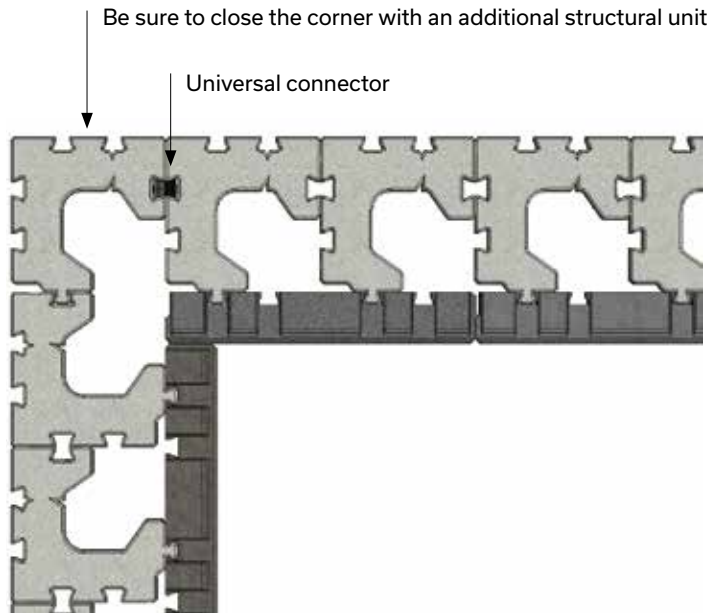 Be sure to close the corner with an additional structural unit
Universal connector